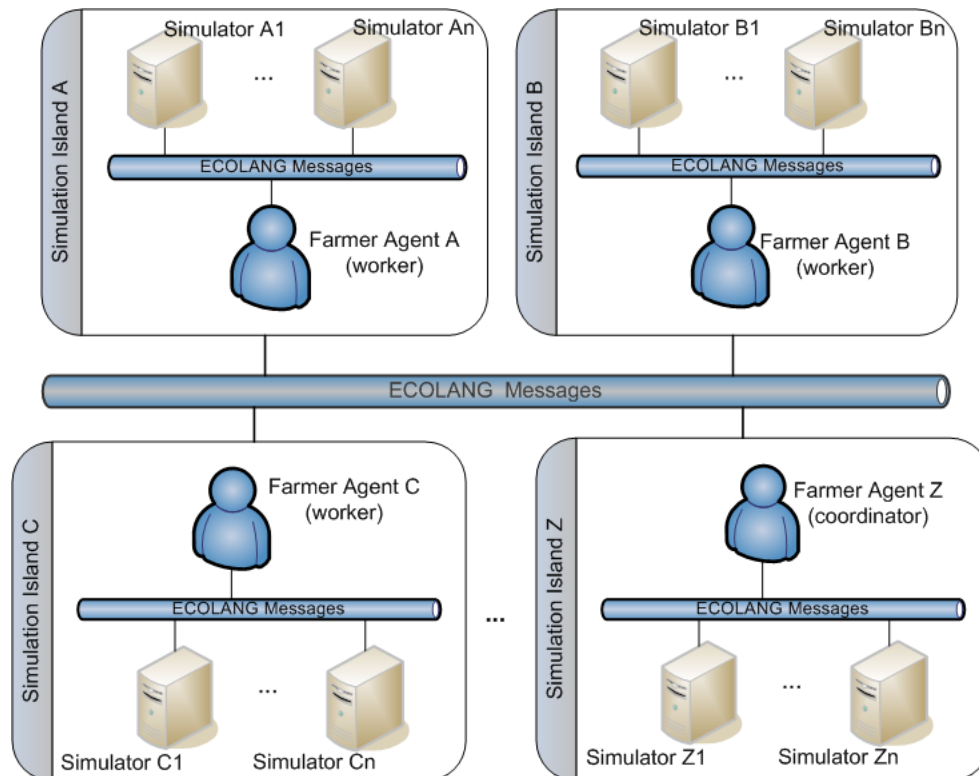 Simulation Island A
Simulator A1
Simulator An
...
ECOLANG Messages
Farmer Agent A
(worker)
Simulation Island B
Simulator B1
Simulator Bn
...
ECOLANG Messages
Farmer Agent B
(worker)
ECOLANG Messages
Simulation Island C
Farmer Agent C
(worker)
ECOLANG Messages
...
Simulator C1
Simulator Cn
...
Simulation Island Z
Farmer Agent Z
(coordinator)
ECOLANG Messages
...
Simulator Z1
Simulator Zn